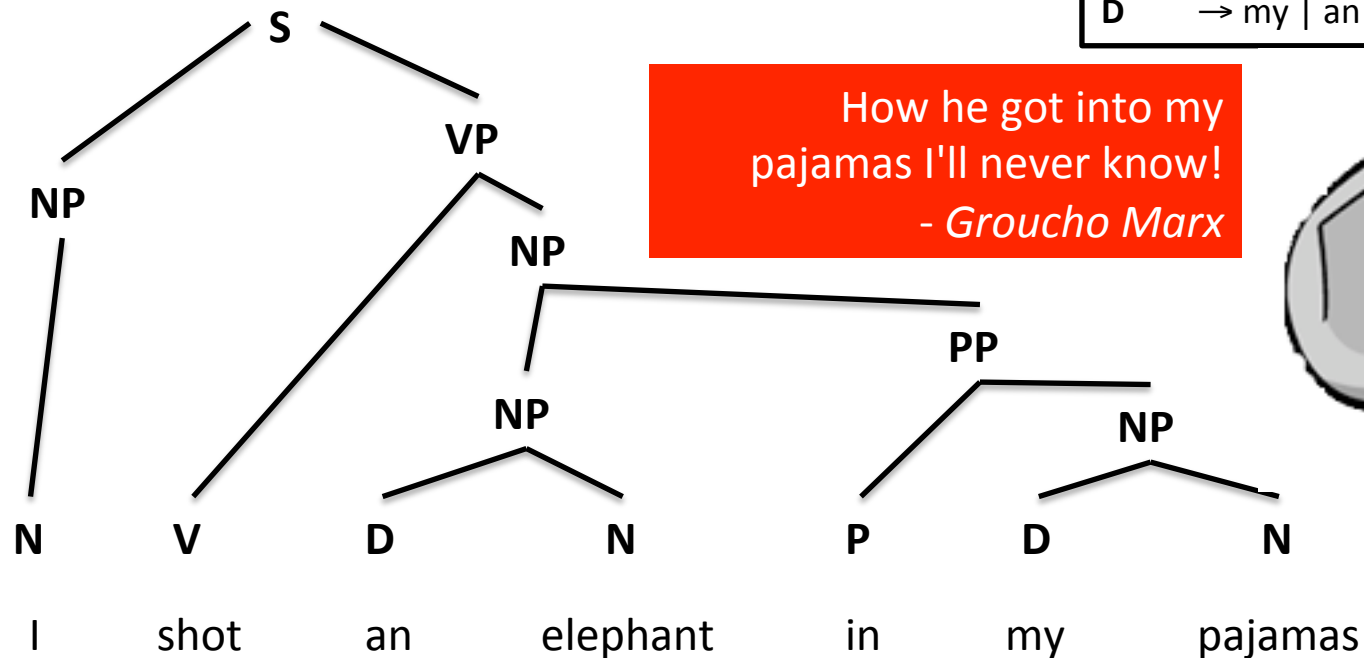 D → my | an
S
How he got into my
pajamas I'll never know!
- Groucho Marx
VP
NP
NP
PP
NP
NP
N V D N P D N
I shot an elephant in my pajamas